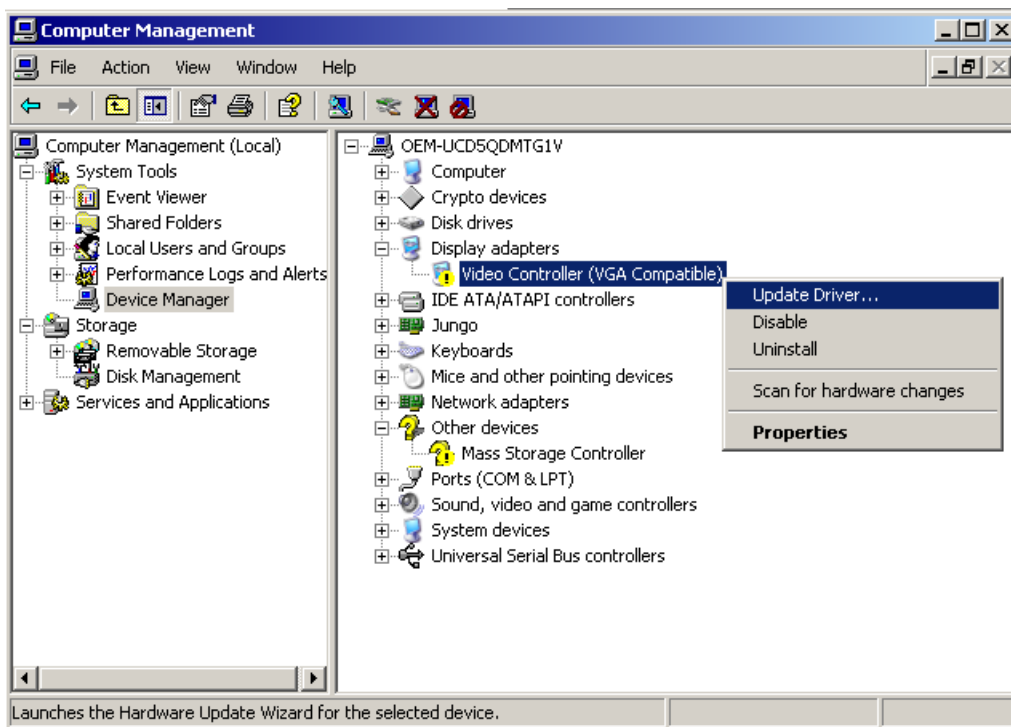 Computer Management
File Action View Window Help
Computer Management (Local)
System Tools
Event Viewer
Shared Folders
Local Users and Groups
Performance Logs and Alerts
Device Manager
Storage
Removable Storage
Disk Management
Services and Applications
OEM-UCD5QDMTG1V
Computer
Crypto devices
Disk drives
Display adapters
Video Controller (VGA Compatible)
IDE ATA/ATAPI controllers
Jungo
Keyboards
Mice and other pointing devices
Network adapters
Other devices
Mass Storage Controller
Ports (COM & LPT)
Sound, video and game controllers
System devices
Universal Serial Bus controllers
Update Driver...
Disable
Uninstall
Scan for hardware changes
Properties
Launches the Hardware Update Wizard for the selected device.